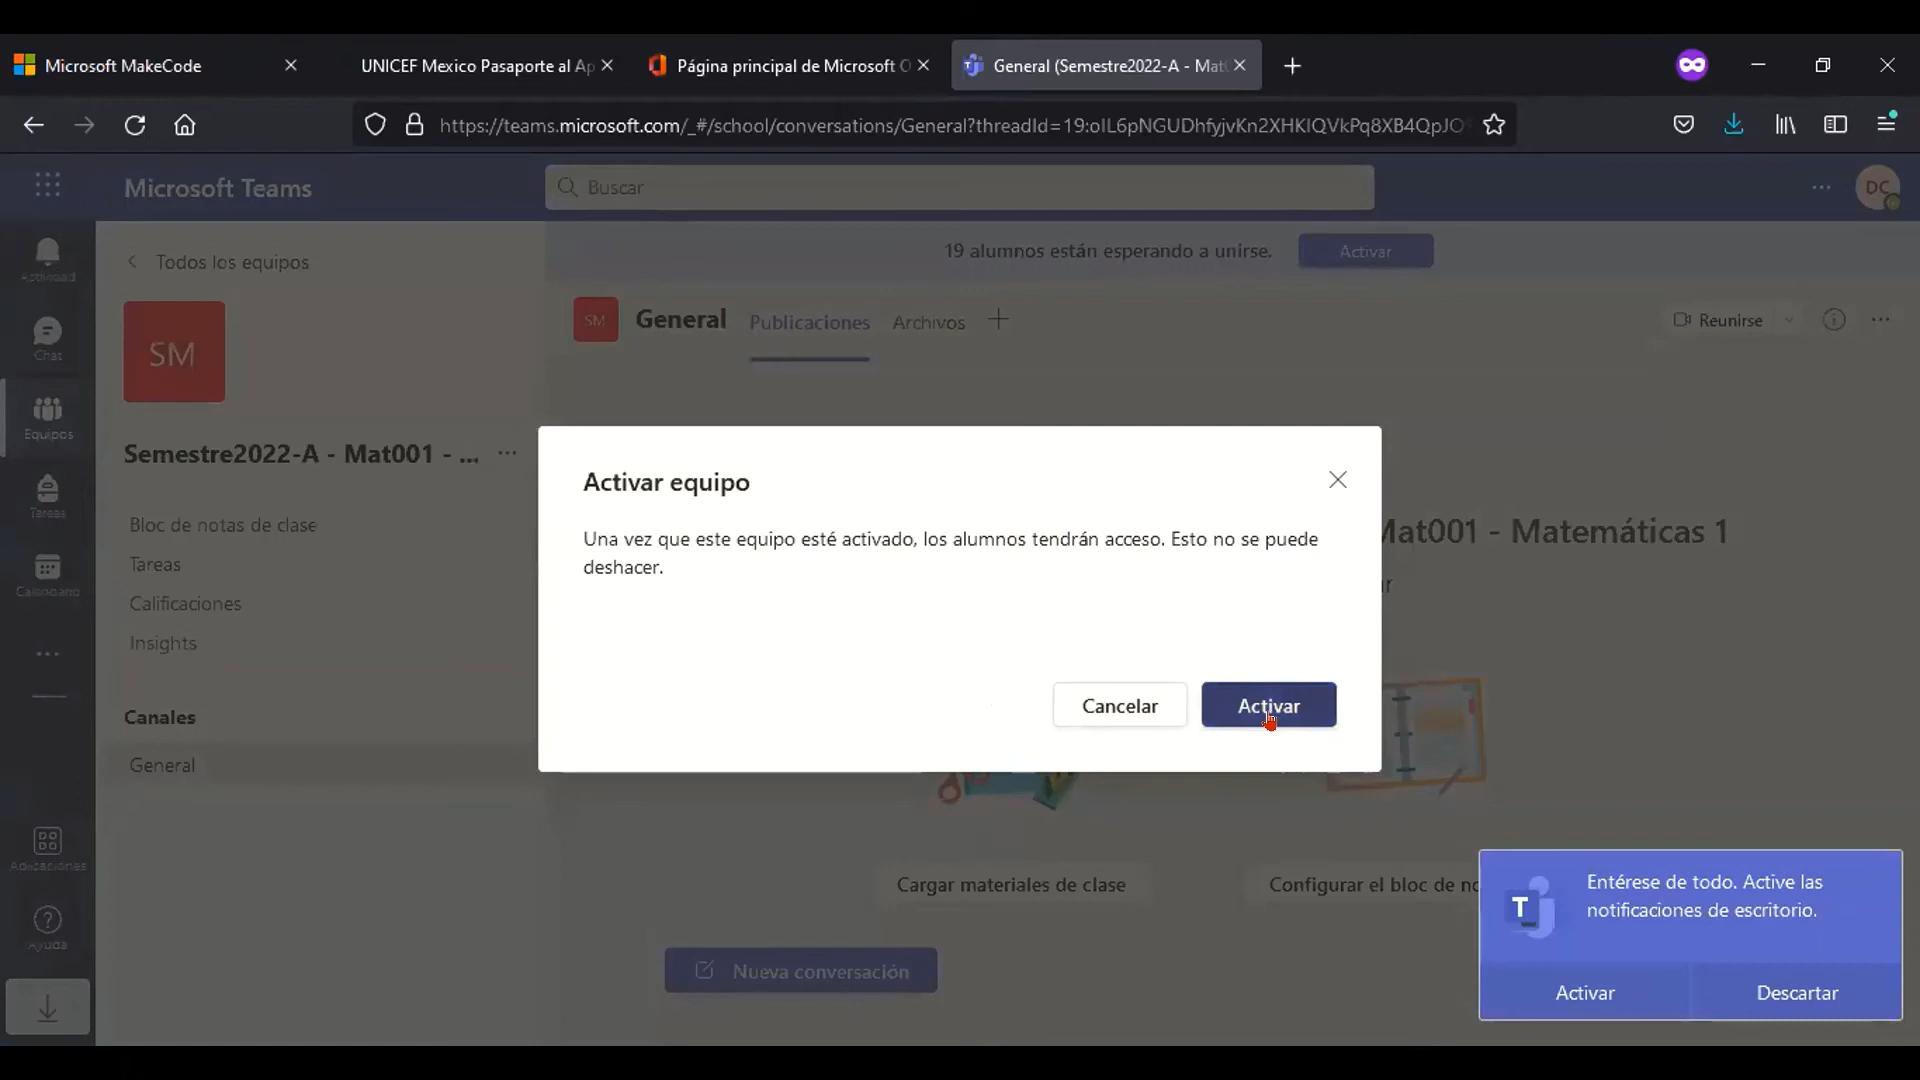 Microsoft MakeCode
UNICEF Mexico Pasaporte al Ap
Página principal de Microsoft O
General (Semestre2022-A - Mat
https://teams.microsoft.com/_#/school/conversations/General?threadId=19:oIL6pNGUDhfyjvKn2XHKIQVkPq8XB4QpJO
Microsoft Teams
Buscar
DC
Actividad
Chat
Equipos
Tareas
Calendario
Aplicaciones
Ayuda
Todos los equipos
SM
Semestre2022-A - Mat001 - ...
Bloc de notas de clase
Tareas
Calificaciones
Insights
Canales
General
19 alumnos están esperando a unirse.
Activar
SM
General
Publicaciones
Archivos
Reunirse
Mat001 - Matemáticas 1
Activar equipo
Una vez que este equipo esté activado, los alumnos tendrán acceso. Esto no se puede
deshacer.
Cancelar
Activar
Cargar materiales de clase
Configurar el bloc de no
Nueva conversación
T
Entérese de todo. Active las
notificaciones de escritorio.
Activar
Descartar